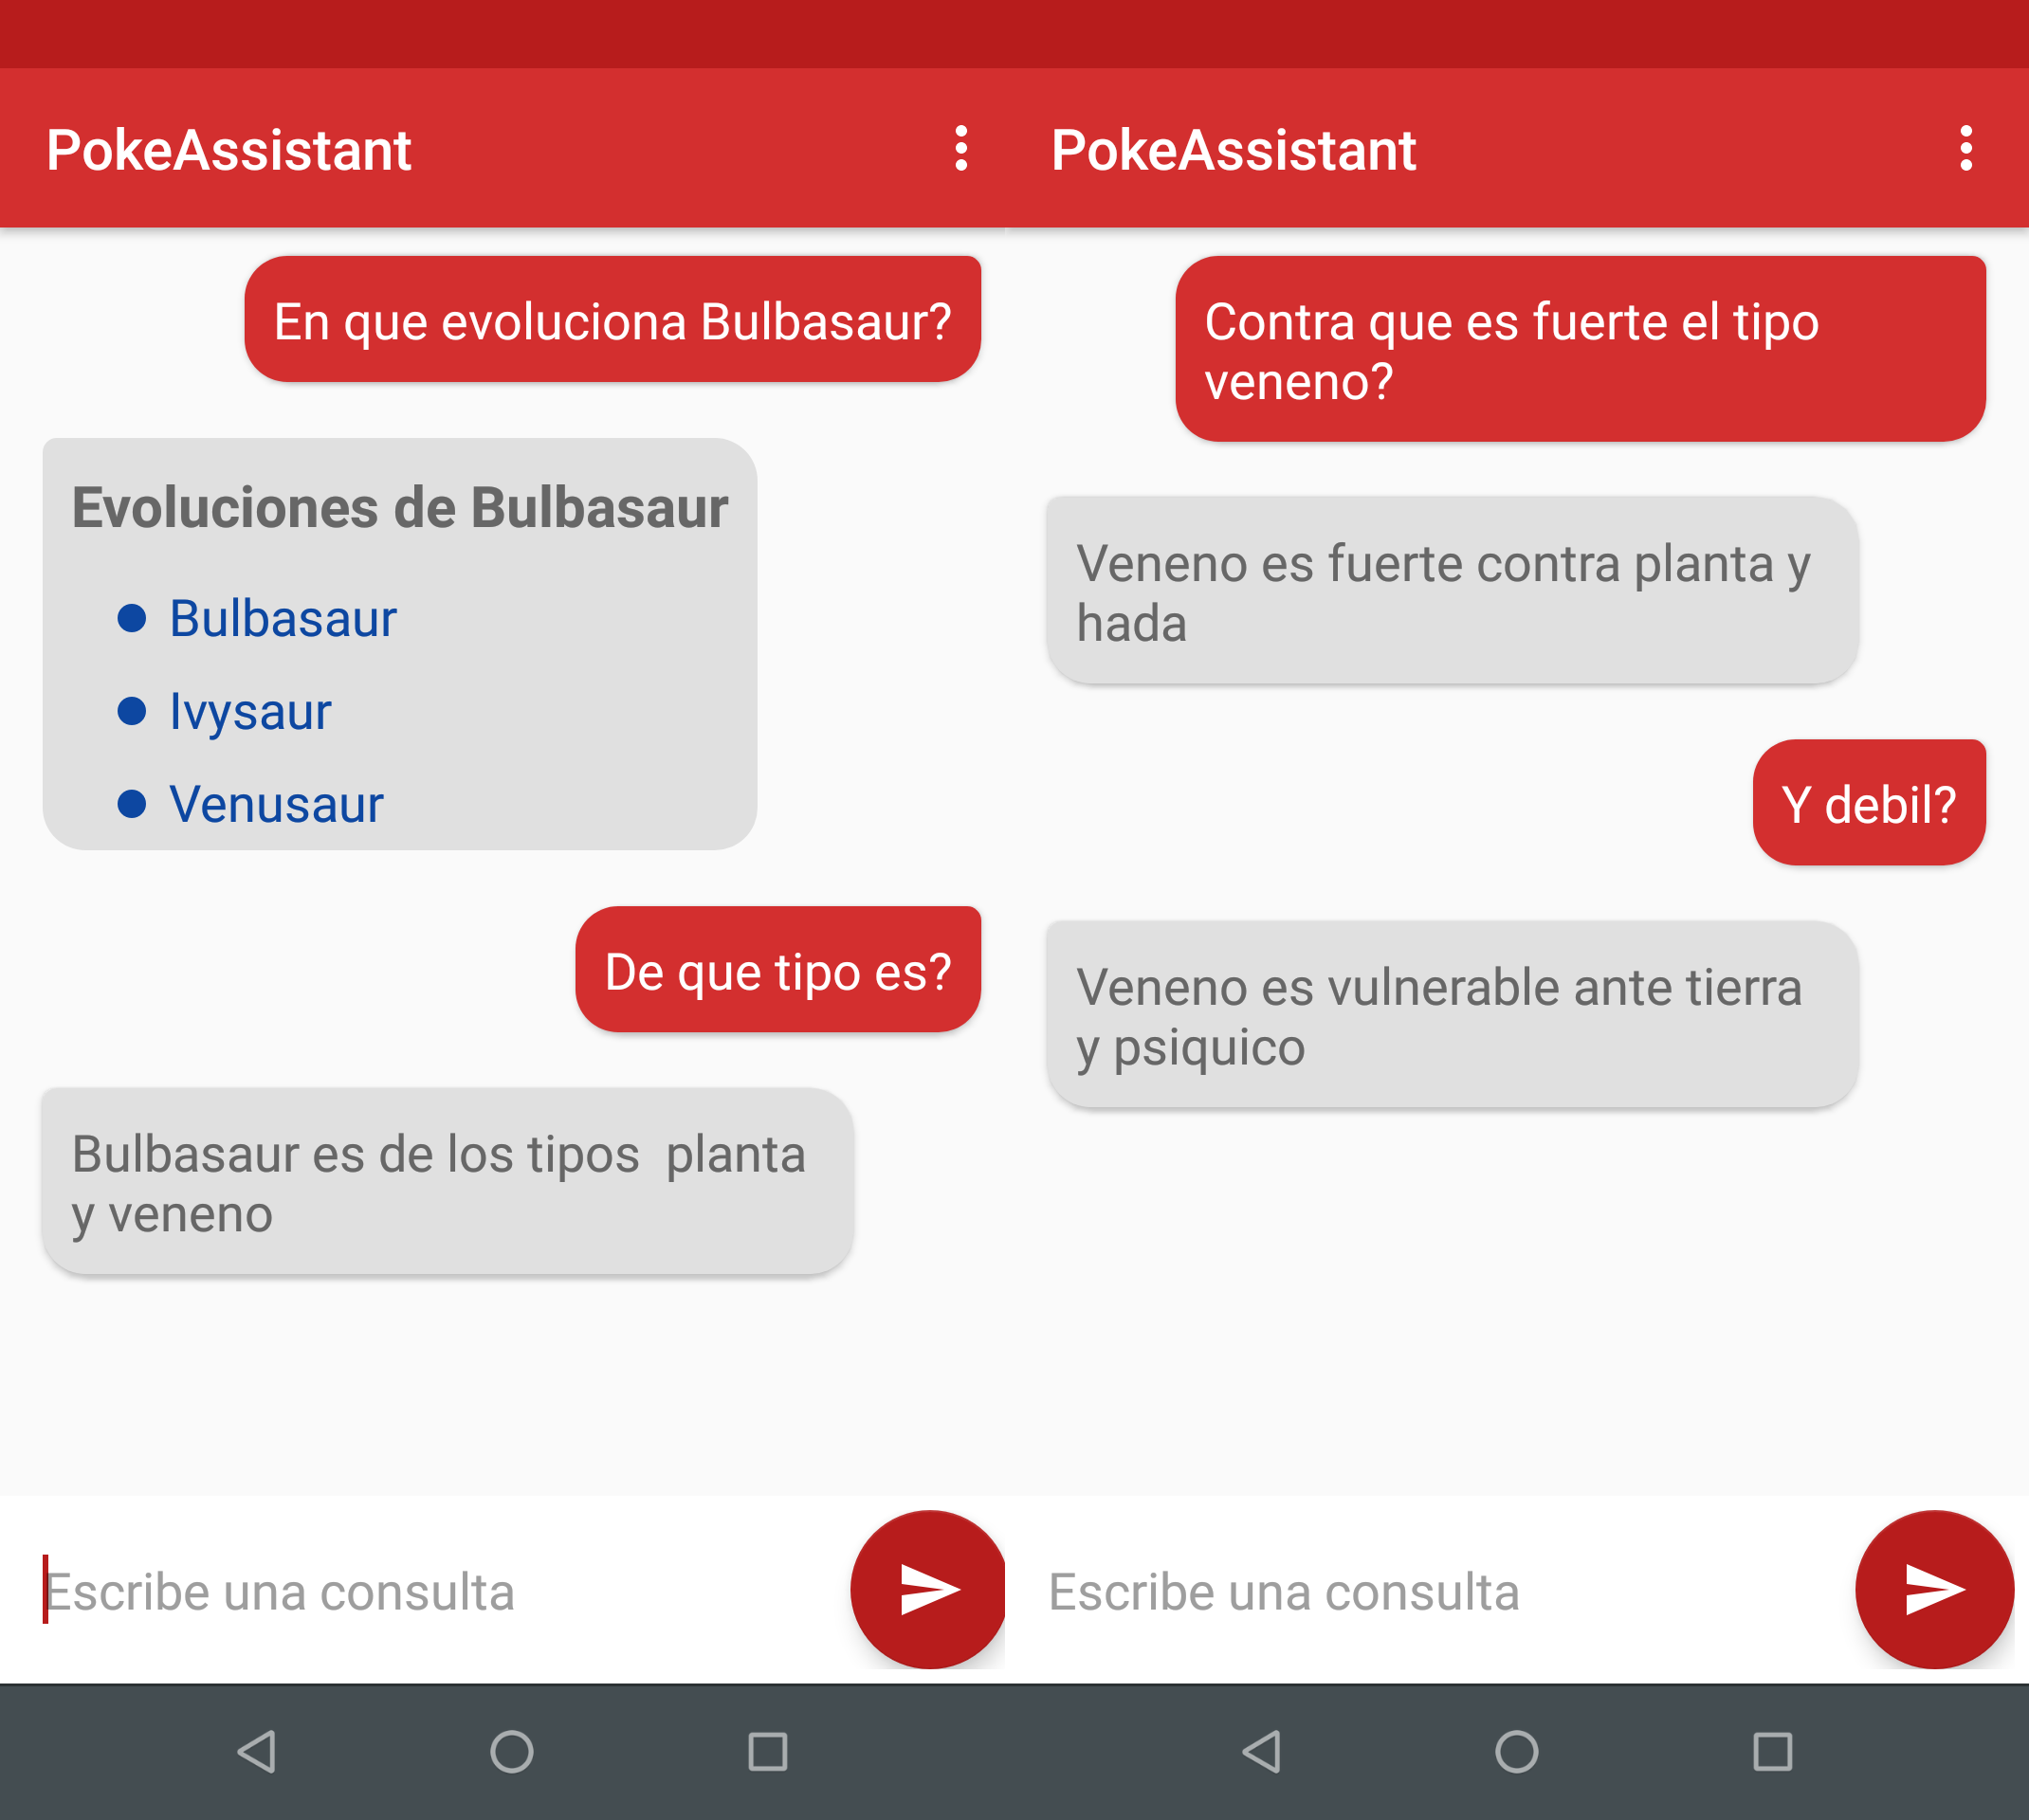 PokeAssistant
En que evoluciona Bulbasaur?
Evoluciones de Bulbasaur
Bulbasaur
Ivysaur
Venusaur
De que tipo es?
Bulbasaur es de los tipos  planta
y veneno
Escribe una consulta
PokeAssistant
Contra que es fuerte el tipo
veneno?
Veneno es fuerte contra planta y
hada
Y debil?
Veneno es vulnerable ante tierra
y psiquico
Escribe una consulta